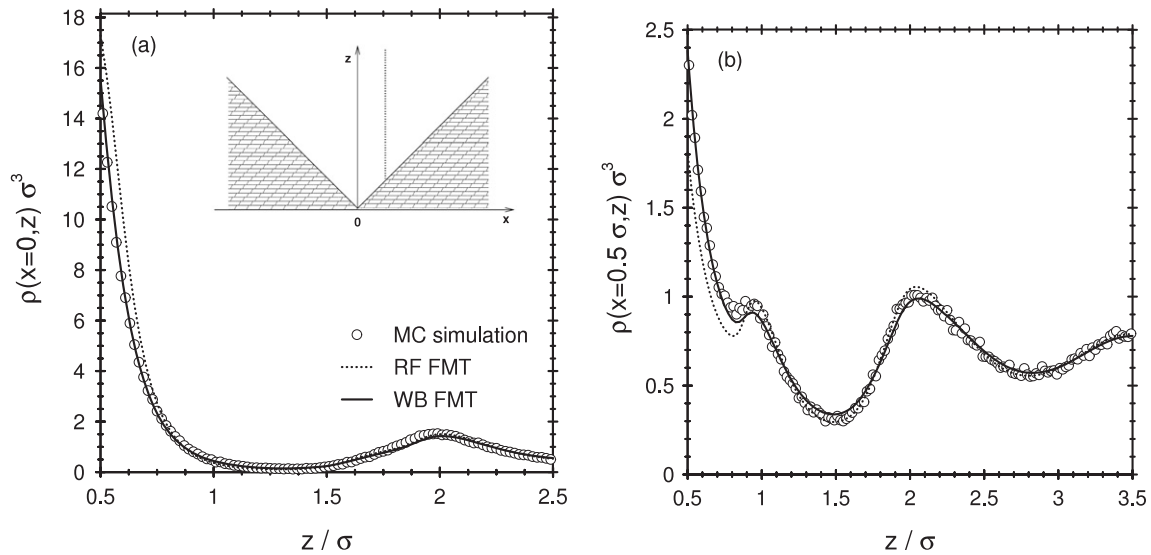 18
16
14
12
10
8
6
4
2
0
ρ(x=0,z) σ³
(a)
z
0
x
MC simulation
RF FMT
WB FMT
0.5
1
1.5
2
2.5
z / σ
2.5
2
1.5
1
0.5
0
ρ(x=0.5 σ,z) σ³
(b)
0.5
1
1.5
2
2.5
3
3.5
z / σ